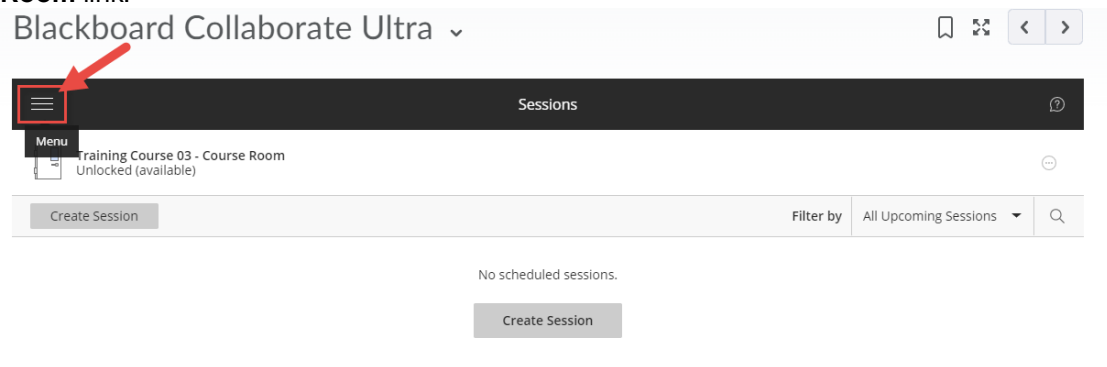 Blackboard Collaborate Ultra
Sessions
Menu
Training Course 03 - Course Room
Unlocked (available)
Create Session
Filter by All Upcoming Sessions
No scheduled sessions.
Create Session